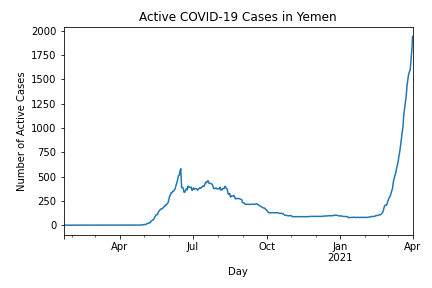 Active COVID-19 Cases in Yemen
2000
1750
1500
1250
1000
750
500
250
0
Number of Active Cases
Apr Jul Oct Jan Apr
2021
Day